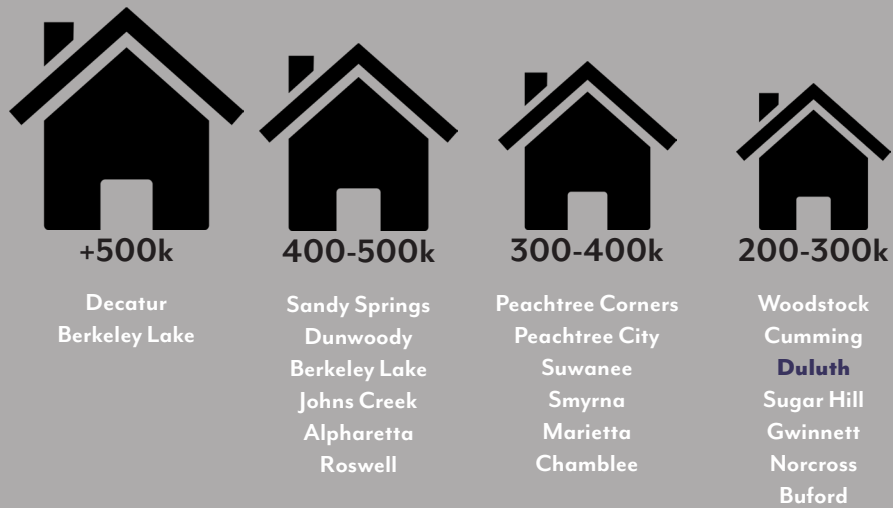 +500k
Decatur
Berkeley Lake
400-500k
Sandy Springs
Dunwoody
Berkeley Lake
Johns Creek
Alpharetta
Roswell
300-400k
Peachtree Corners
Peachtree City
Suwanee
Smyrna
Marietta
Chamblee
200-300k
Woodstock
Cumming
Duluth
Sugar Hill
Gwinnett
Norcross
Buford